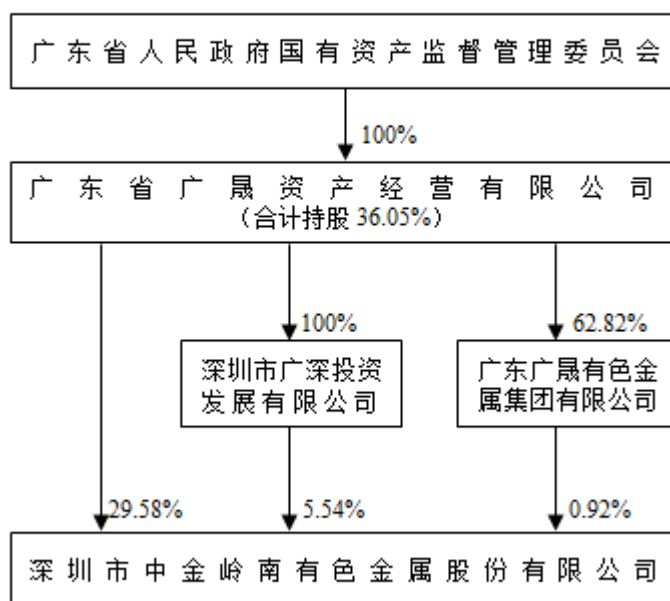 广东省人民政府国有资产监督管理委员会
100%
广东省广晟资产经营有限公司
（合计持股 36.05%）
100%
62.82%
深圳市广深投资
发展有限公司
广东广晟有色金
属集团有限公司
29.58%
5.54%
0.92%
深圳市中金岭南有色金属股份有限公司